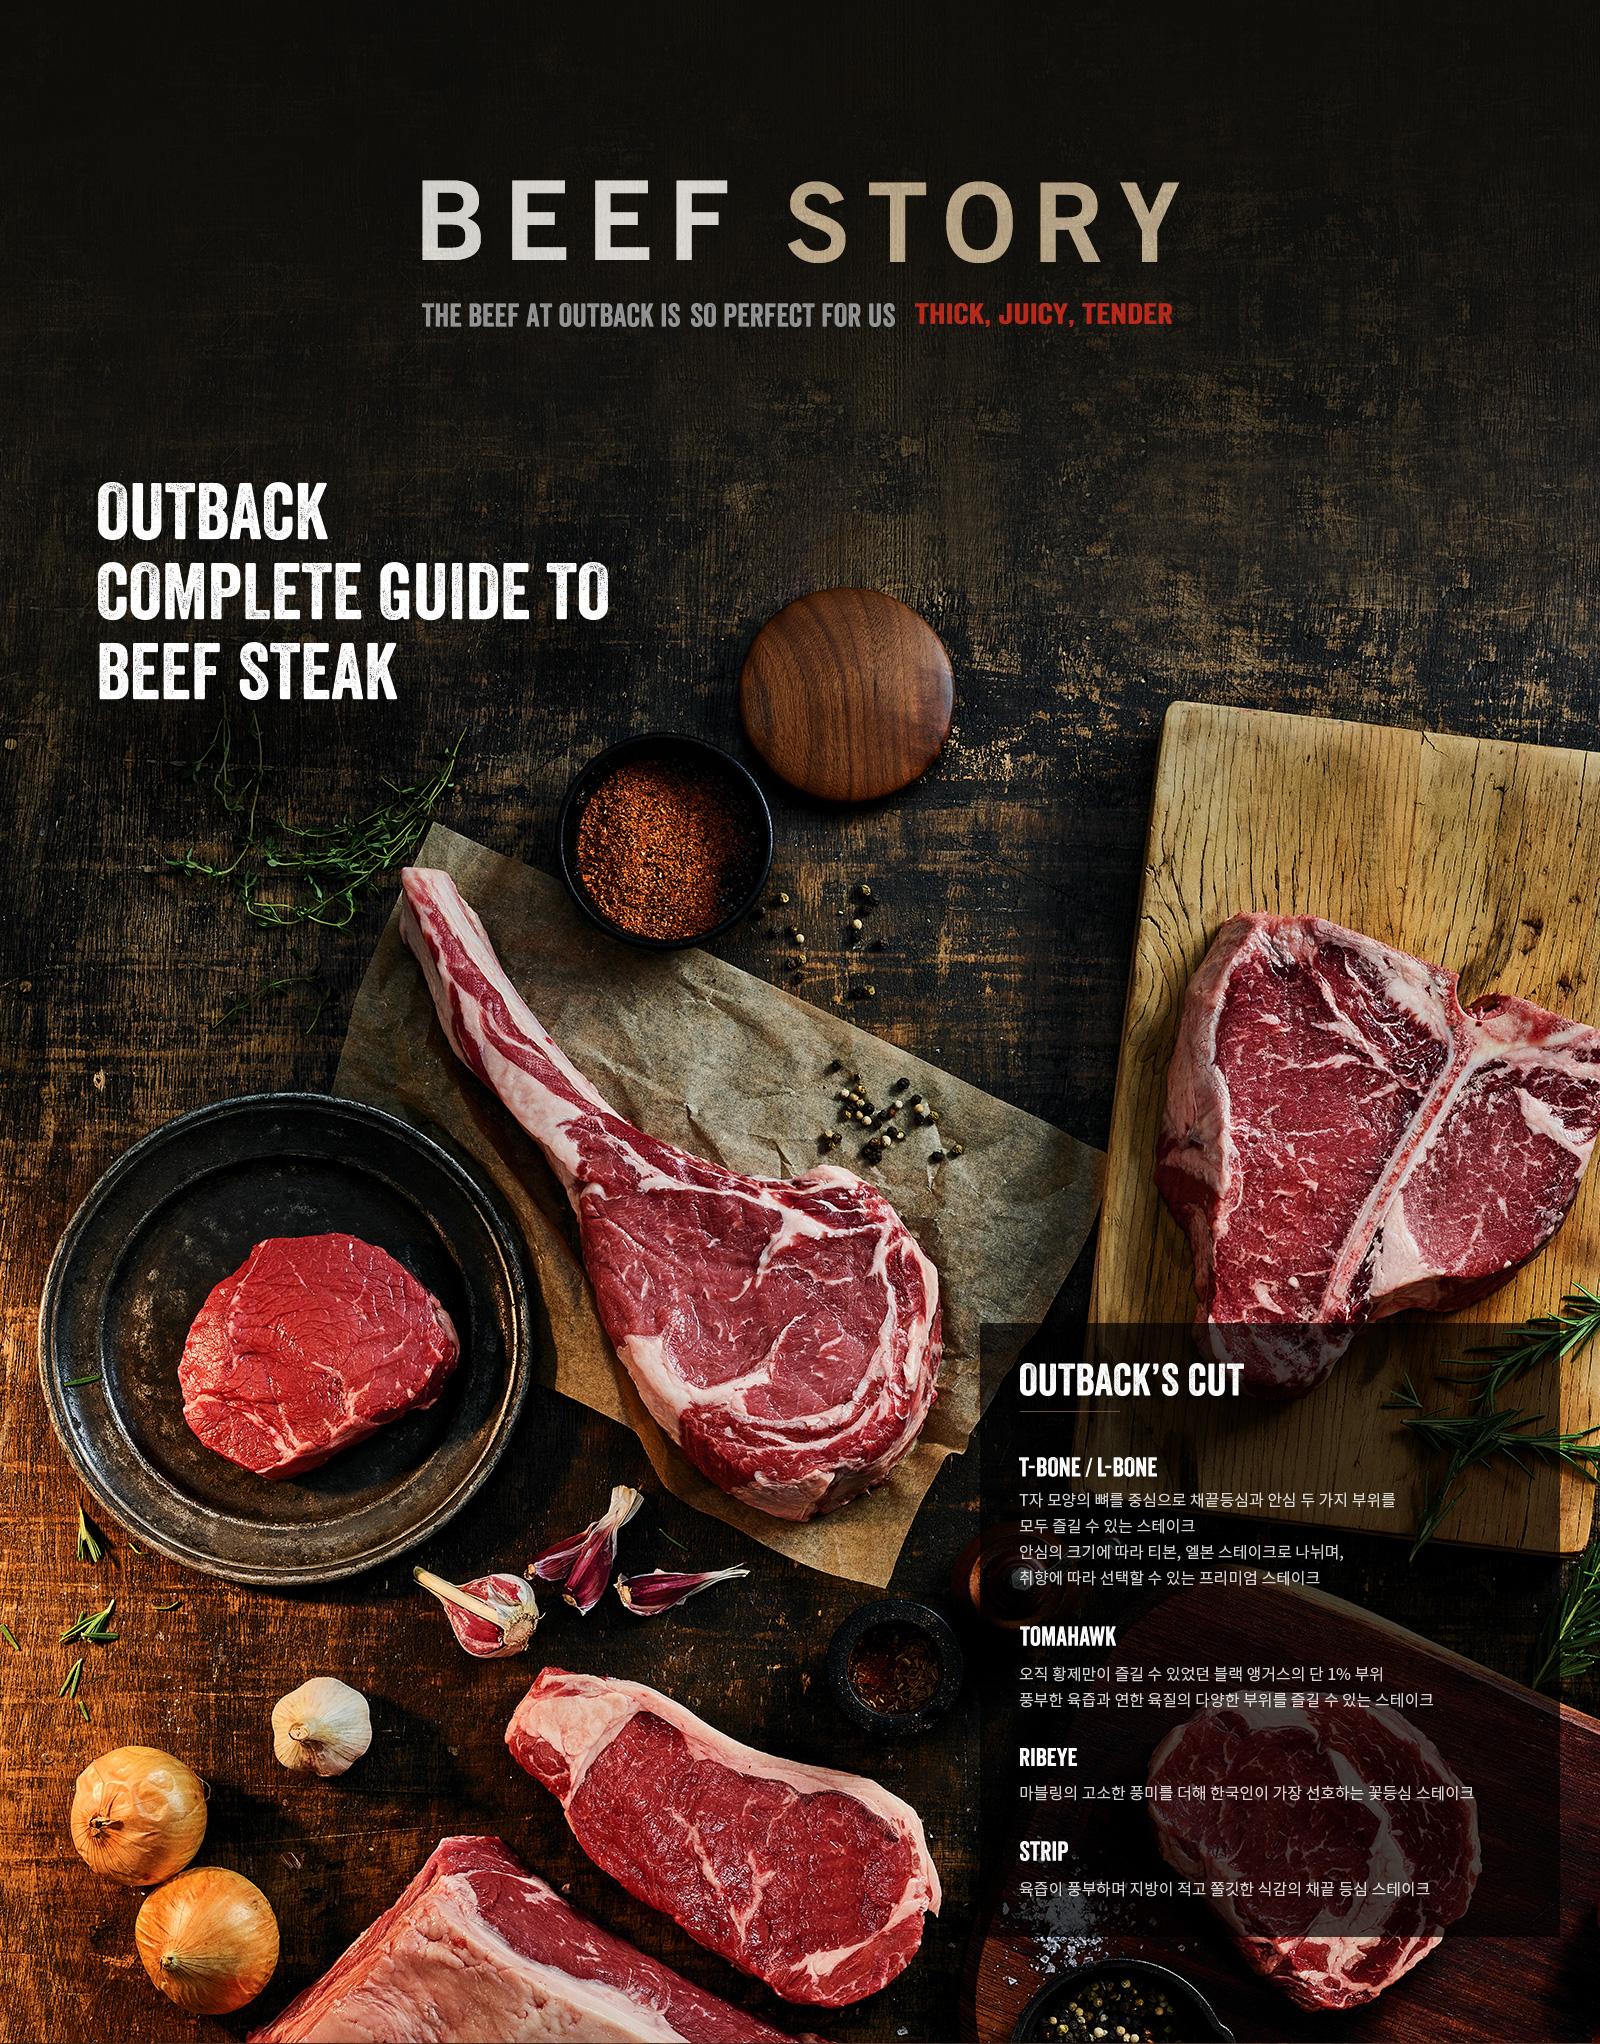 BEEF STORY
THE BEEF AT OUTBACK IS SO PERFECT FOR US THICK, JUICY, TENDER
OUTBACK
COMPLETE GUIDE TO
BEEF STEAK
OUTBACK'S CUT
T-BONE / L-BONE
T자 모양의 뼈를 중심으로 채끝등심과 안심 두 가지 부위를
모두 즐길 수 있는 스테이크
안심의 크기에 따라 티본, 엘본 스테이크로 나뉘며,
취향에 따라 선택할 수 있는 프리미엄 스테이크
TOMAHAWK
오직 황제만이 즐길 수 있었던 블랙 앵거스의 단 1% 부위
풍부한 육즙과 연한 육질의 다양한 부위를 즐길 수 있는 스테이크
RIBEYE
마블링의 고소한 풍미를 더해 한국인이 가장 선호하는 꽃등심 스테이크
STRIP
육즙이 풍부하며 지방이 적고 쫄깃한 식감의 채끝 등심 스테이크